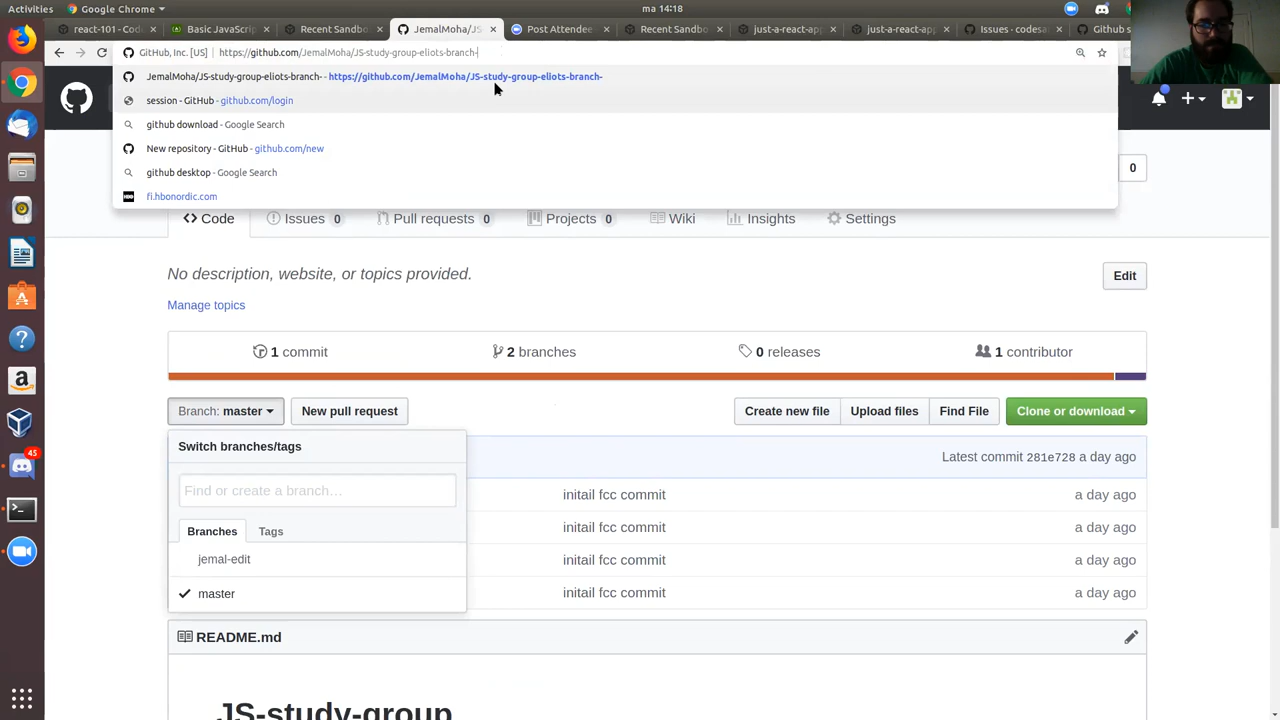 Activities
Google Chrome
ma 14:18
react-101 - Cod
Basic JavaScript
Recent Sandbo
JemalMoha/JS
Post Attendee
Recent Sandbo
just-a-react-app
just-a-react-app
Issues - codesa
Github s
GitHub, Inc. [US]
https://github.com/JemalMoha/JS-study-group-eliots-branch-
JemalMoha/JS-study-group-eliots-branch- - https://github.com/JemalMoha/JS-study-group-eliots-branch-
session - GitHub - github.com/login
github download - Google Search
New repository - GitHub - github.com/new
github desktop - Google Search
fi.hbonordic.com
0
Code
Issues 0
Pull requests 0
Projects 0
Wiki
Insights
Settings
No description, website, or topics provided.
Edit
Manage topics
1 commit
2 branches
0 releases
1 contributor
Branch: master
New pull request
Create new file
Upload files
Find File
Clone or download
Switch branches/tags
Latest commit 281e728 a day ago
Find or create a branch…
initail fcc commit
a day ago
Branches
Tags
initail fcc commit
a day ago
jemal-edit
initail fcc commit
a day ago
master
initail fcc commit
a day ago
README.md
JS-study-group
45